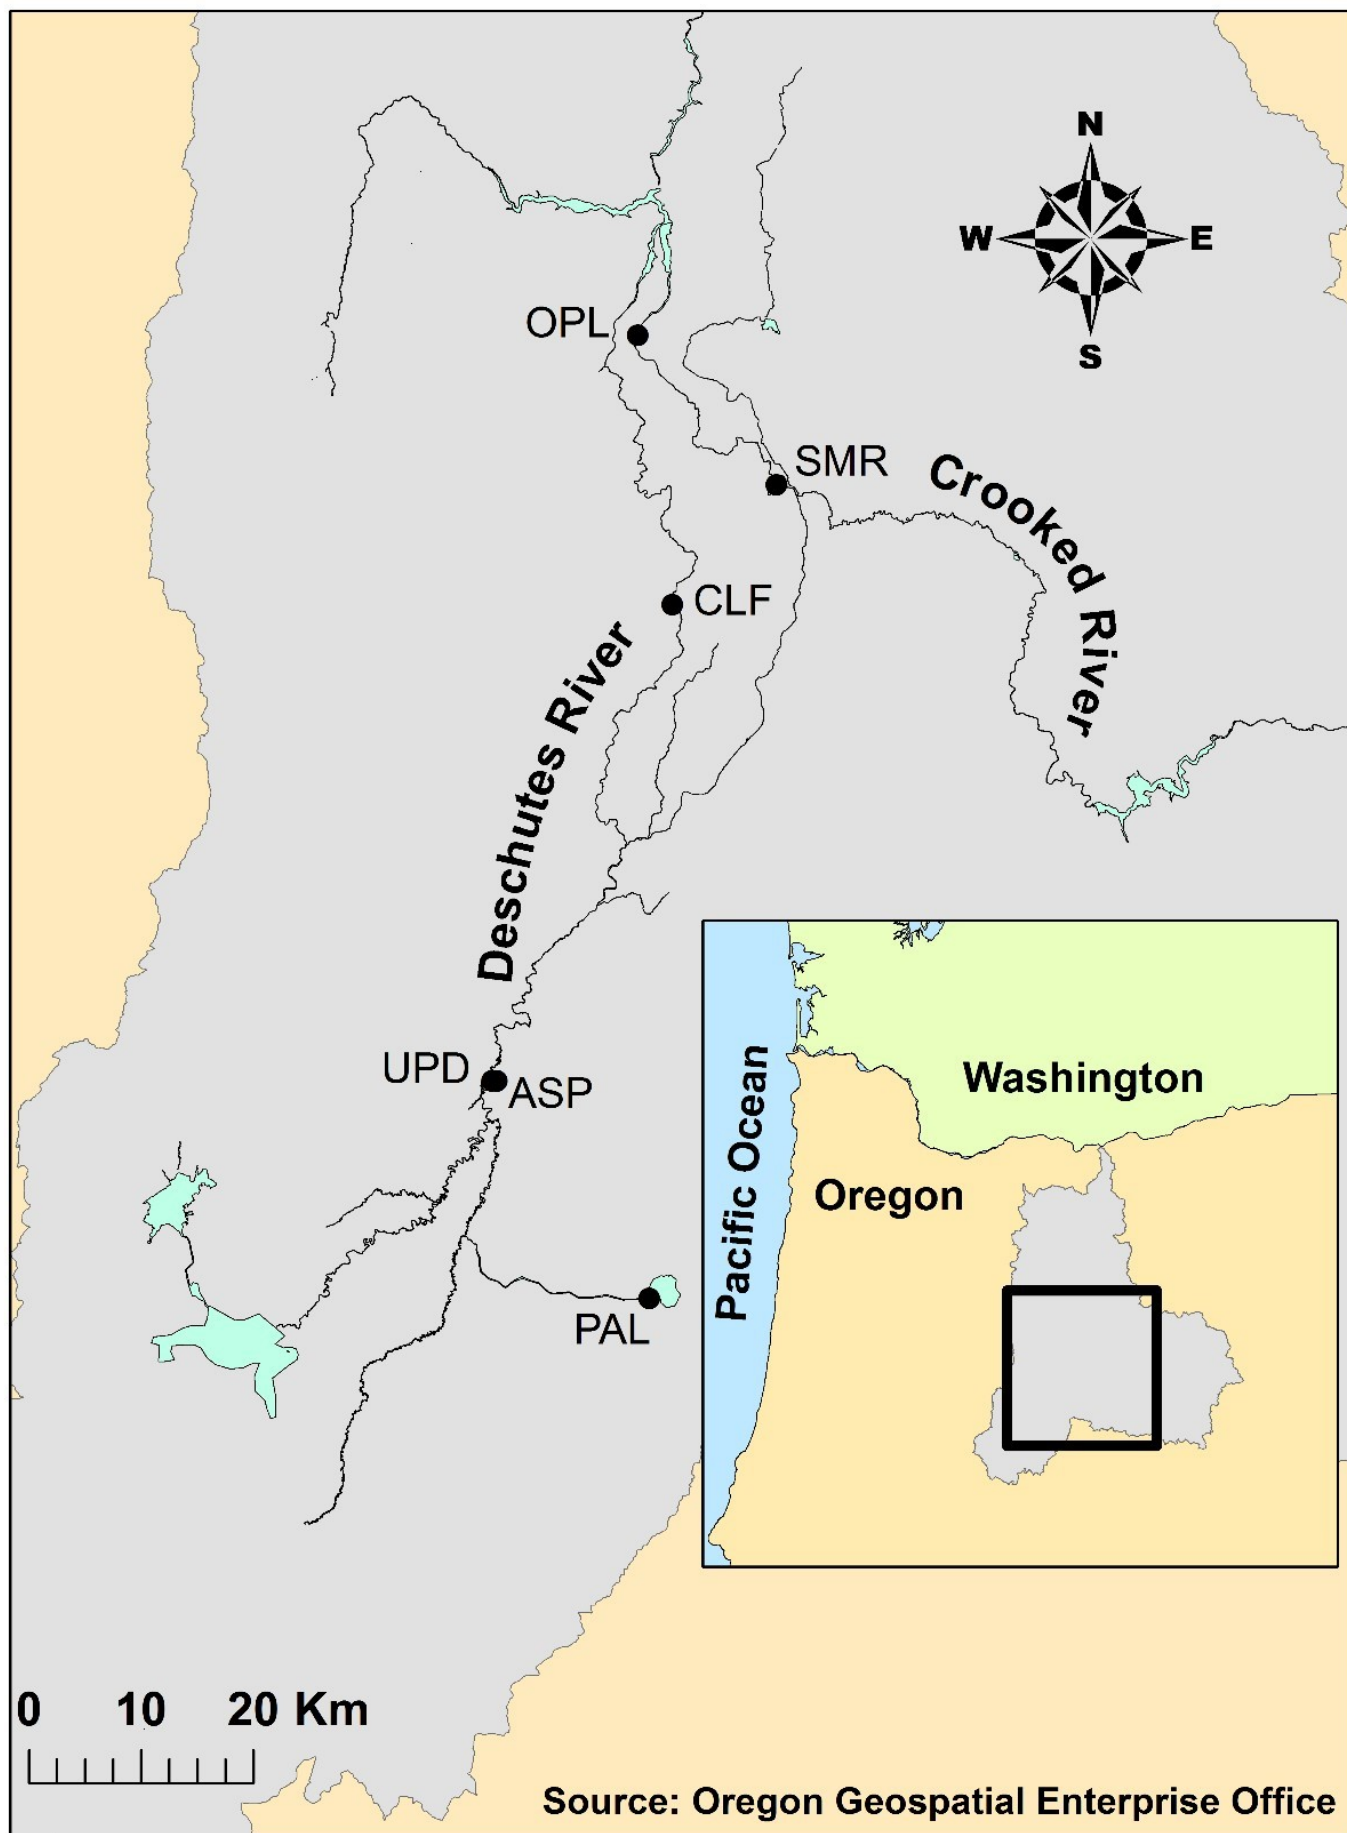 N
W
E
S
OPL
SMR
Crooked River
CLF
Deschutes River
UPD
ASP
PAL
Washington
Oregon
Pacific Ocean
0 10 20 Km
Source: Oregon Geospatial Enterprise Office